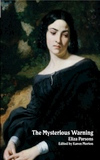 The Mysterious Warning
Eliza Parsons
Edited by Karen Morton